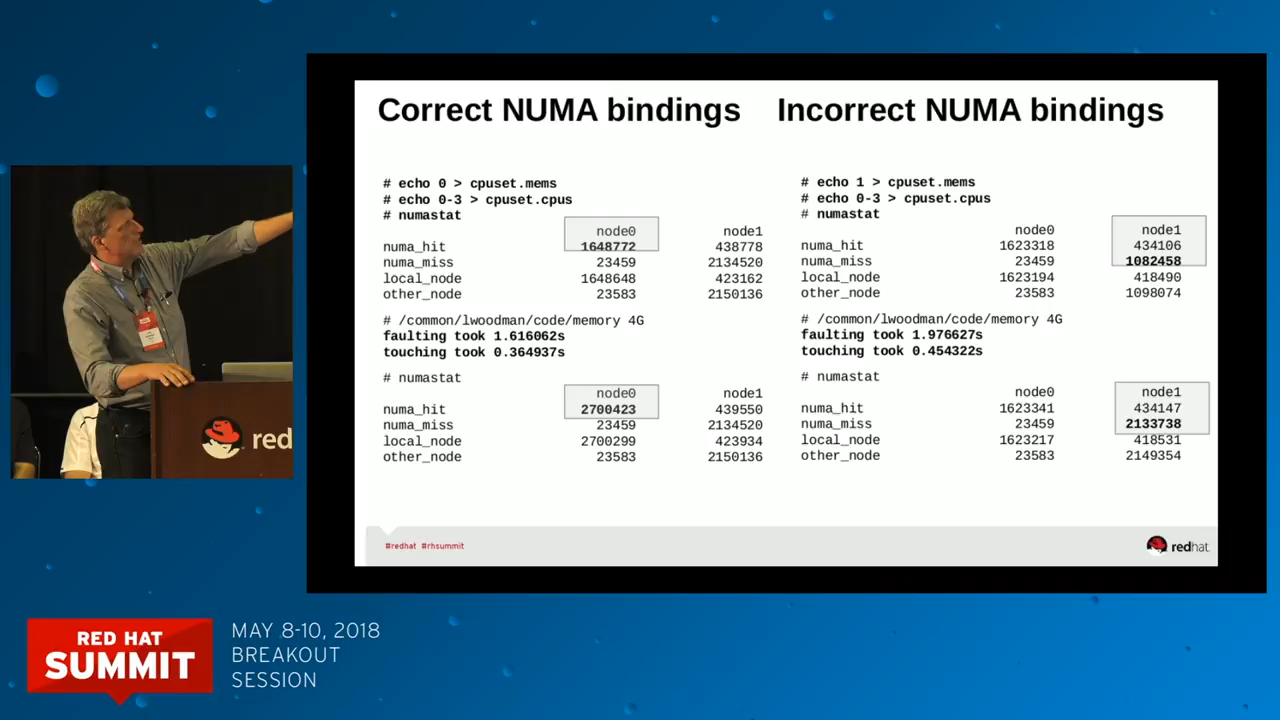 Correct NUMA bindings
# echo 0 > cpuset.mems
# echo 0-3 > cpuset.cpus
# numastat
node0 node1
numa_hit 1648772 438778
numa_miss 23459 2134520
local_node 1648648 423162
other_node 23583 2150136
# /common/lwoodman/code/memory 4G
faulting took 1.616062s
touching took 0.364937s
# numastat
node0 node1
numa_hit 2700423 439550
numa_miss 23459 2134520
local_node 2700299 423934
other_node 23583 2150136
Incorrect NUMA bindings
# echo 1 > cpuset.mems
# echo 0-3 > cpuset.cpus
# numastat
node0 node1
numa_hit 1623318 434106
numa_miss 23459 1082458
local_node 1623194 418490
other_node 23583 1098074
# /common/lwoodman/code/memory 4G
faulting took 1.976627s
touching took 0.454322s
# numastat
node0 node1
numa_hit 1623341 434147
numa_miss 23459 2133738
local_node 1623217 418531
other_node 23583 2149354
#redhat #rhsummit
redhat.
red
RED HAT
SUMMIT
MAY 8-10, 2018
BREAKOUT
SESSION